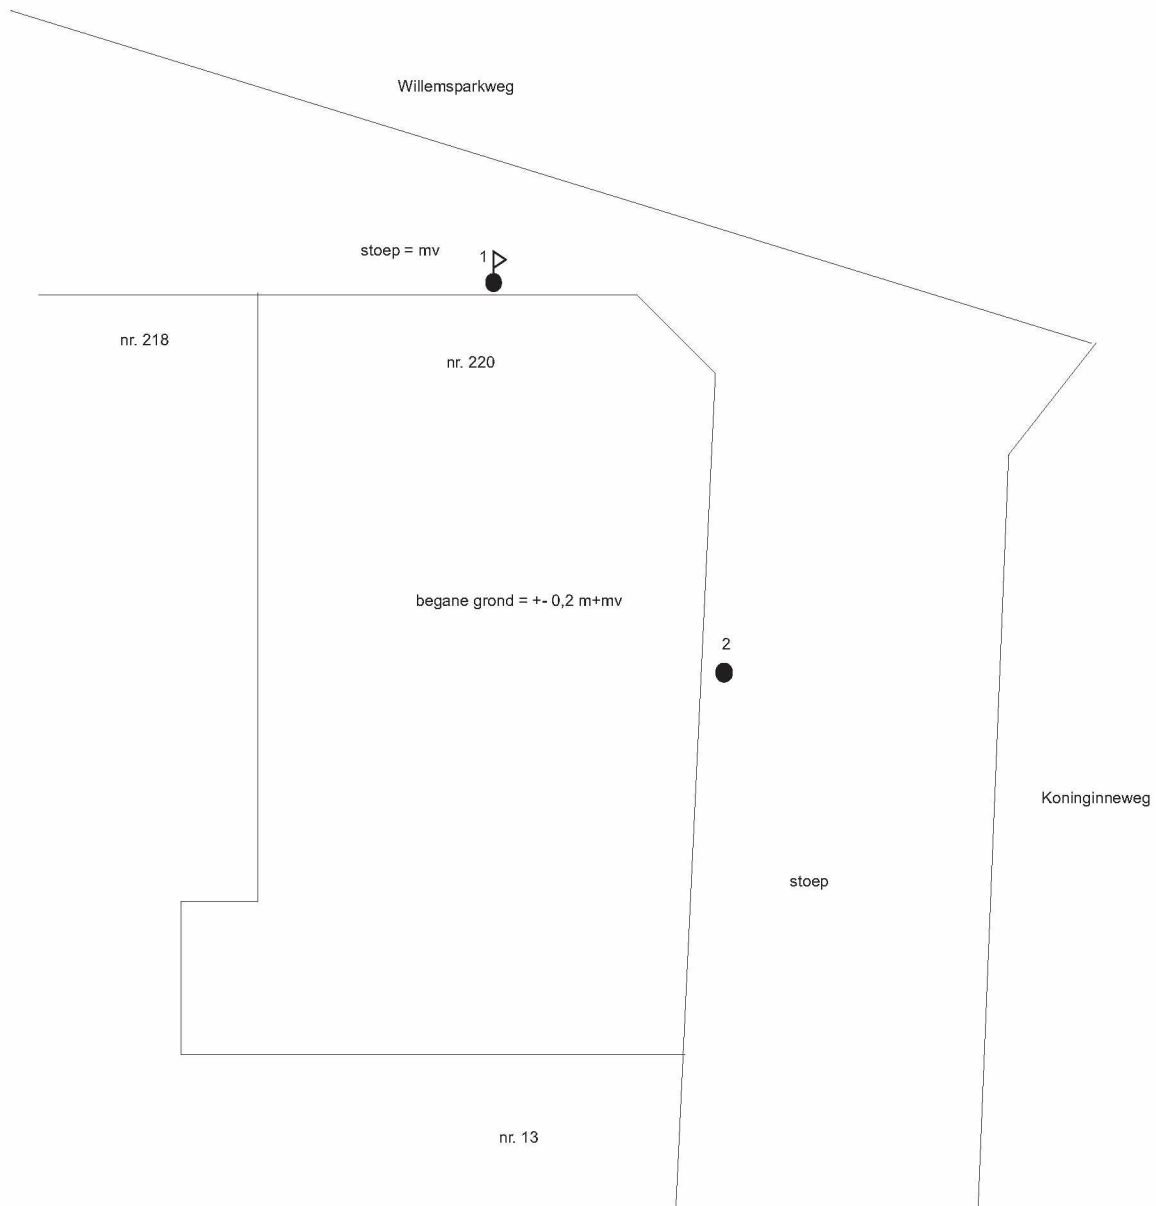 Willemsparkweg
stoep = mv
1
nr. 218
nr. 220
begane grond = +- 0,2 m+mv
2
Koninginneweg
stoep
nr. 13